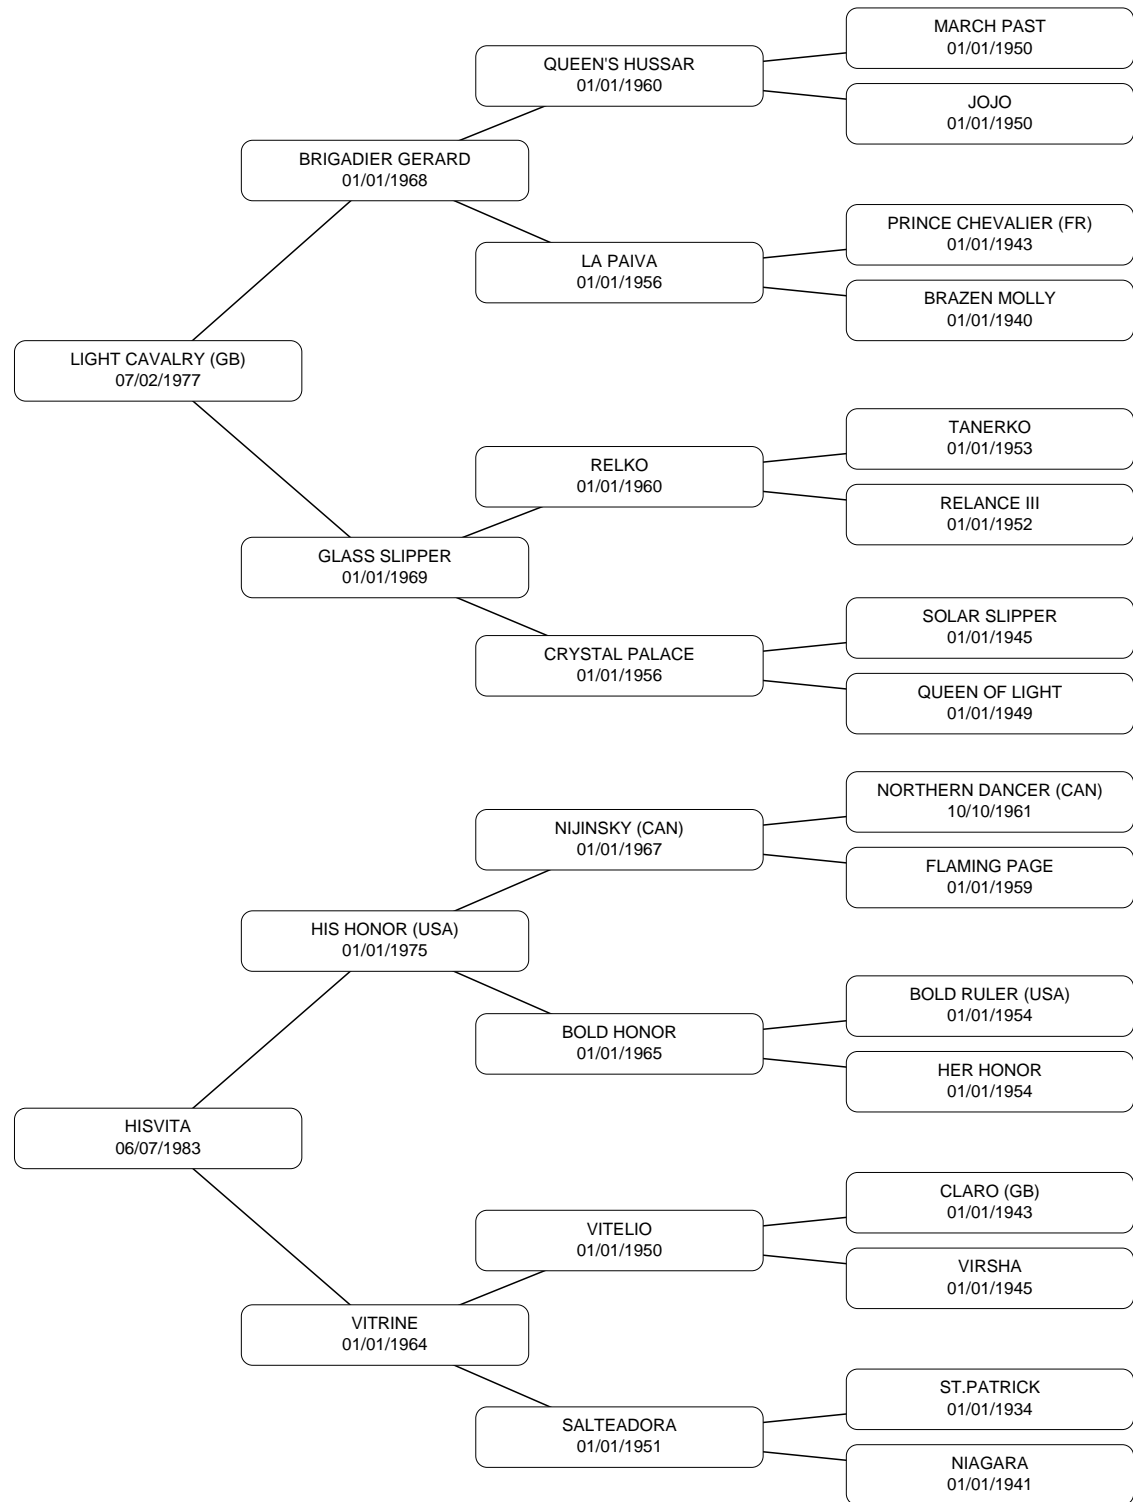 MARCH PAST
01/01/1950
QUEEN'S HUSSAR
01/01/1960
JOJO
01/01/1950
BRIGADIER GERARD
01/01/1968
PRINCE CHEVALIER (FR)
01/01/1943
LA PAIVA
01/01/1956
BRAZEN MOLLY
01/01/1940
LIGHT CAVALRY (GB)
07/02/1977
TANERKO
01/01/1953
RELKO
01/01/1960
RELANCE III
01/01/1952
GLASS SLIPPER
01/01/1969
SOLAR SLIPPER
01/01/1945
CRYSTAL PALACE
01/01/1956
QUEEN OF LIGHT
01/01/1949
NORTHERN DANCER (CAN)
10/10/1961
NIJINSKY (CAN)
01/01/1967
FLAMING PAGE
01/01/1959
HIS HONOR (USA)
01/01/1975
BOLD RULER (USA)
01/01/1954
BOLD HONOR
01/01/1965
HER HONOR
01/01/1954
HISVITA
06/07/1983
CLARO (GB)
01/01/1943
VITELIO
01/01/1950
VIRSHA
01/01/1945
VITRINE
01/01/1964
ST.PATRICK
01/01/1934
SALTEADORA
01/01/1951
NIAGARA
01/01/1941